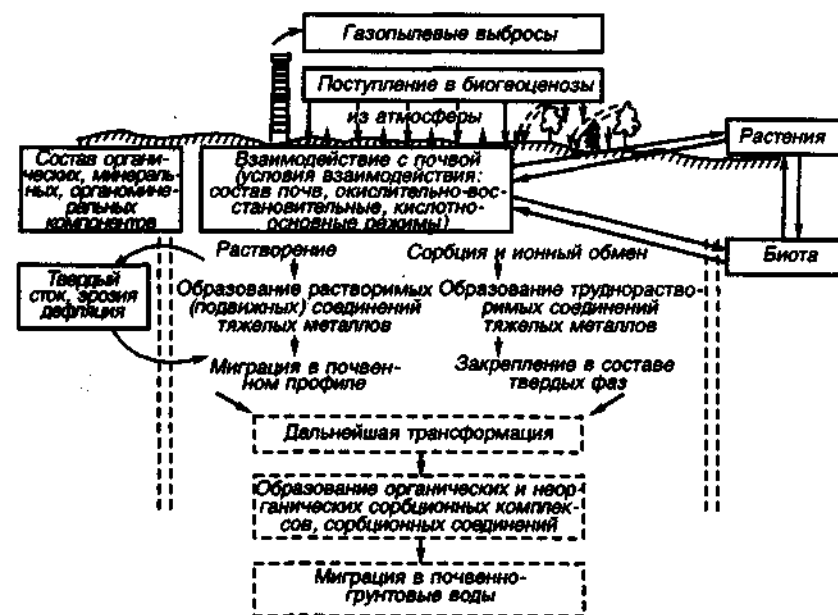 Газопылевые выбросы
Поступление в биогеоценозы
из атмосферы
Растения
Состав органи-
ческих, минераль-
ных, органомине-
ральных
компонентов
Взаимодействие с почвой
(условия взаимодействия:
состав почв, окислительно-вос-
становительные, кислотно-
основные режимы)
Биота
Растворение
Сорбция и ионный обмен
Твердый
сток, эрозия
дефляция
Образование растворимых
(подвижных) соединений
тяжелых металлов
Образование труднораство-
римых соединений
тяжелых металлов
Миграция в почвен-
ном профиле
Закрепление в составе
твердых фаз
Дальнейшая трансформация
Образование органических и неор-
ганических сорбционных комплек-
сов, сорбционных соединений
Миграция в почвенно-
грунтовые воды